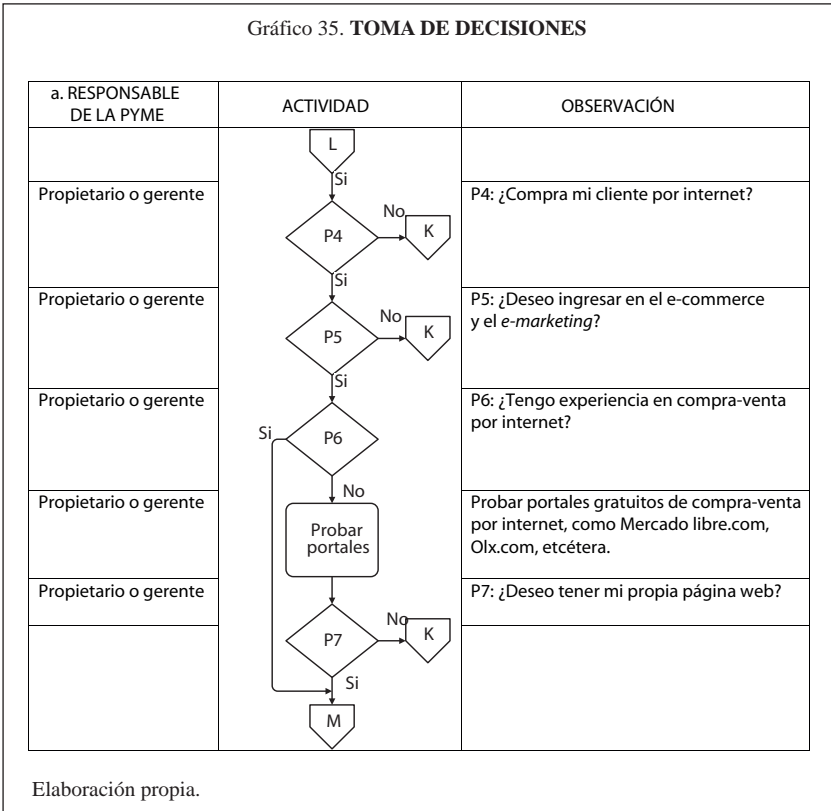 Gráfico 35. TOMA DE DECISIONES
a. RESPONSABLE
DE LA PYME
ACTIVIDAD
OBSERVACIÓN
L
Si
Propietario o gerente
P4
No
K
P4: ¿Compra mi cliente por internet?
Si
Propietario o gerente
P5
No
K
P5: ¿Deseo ingresar en el e-commerce
y el e-marketing?
Si
Propietario o gerente
Si
P6
P6: ¿Tengo experiencia en compra-venta
por internet?
No
Propietario o gerente
Probar
portales
Probar portales gratuitos de compra-venta
por internet, como Mercado libre.com,
Olx.com, etcétera.
Propietario o gerente
P7
No
K
P7: ¿Deseo tener mi propia página web?
Si
M
Elaboración propia.